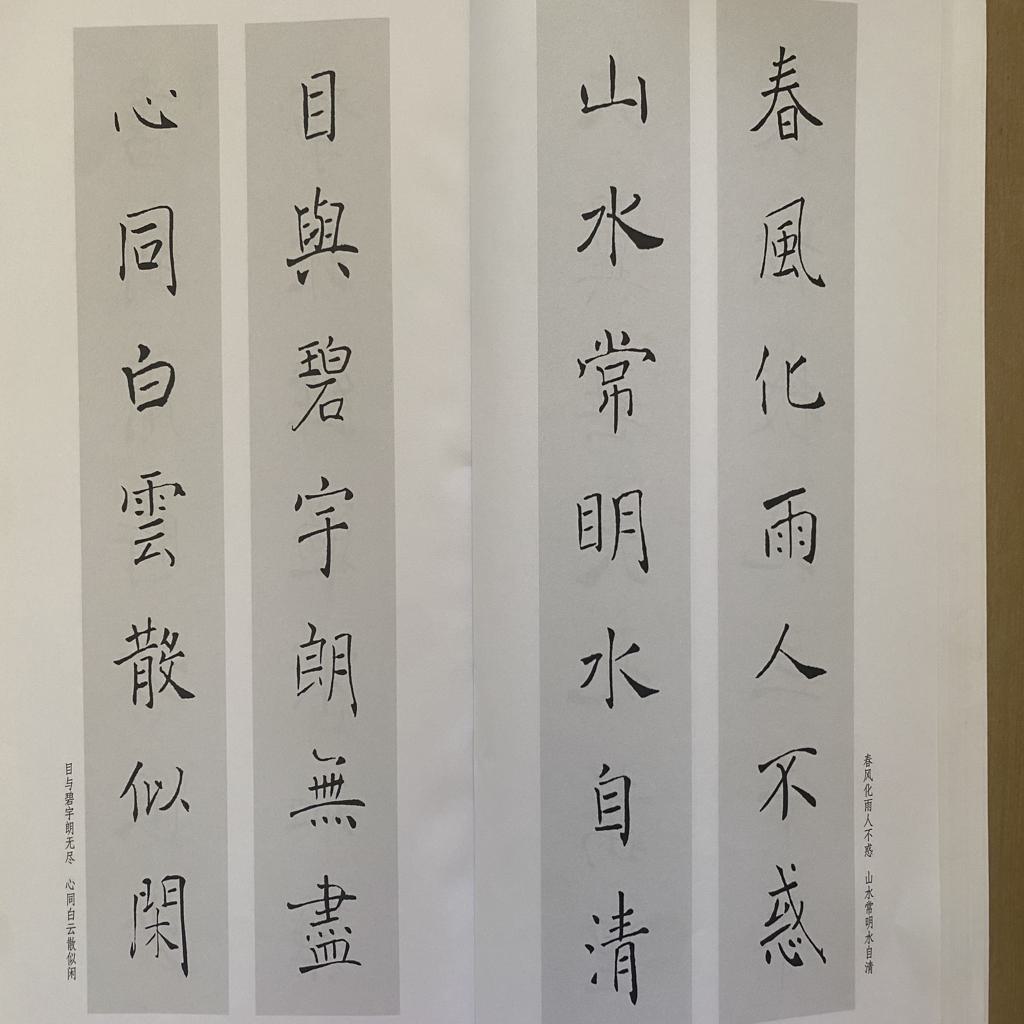 春風化雨人不惑
山水常明水自清
春风化雨人不惑 山水常明水自清
目與碧宇朗無盡
心同白雲散似閑
目与碧宇朗无尽 心同白云散似闲